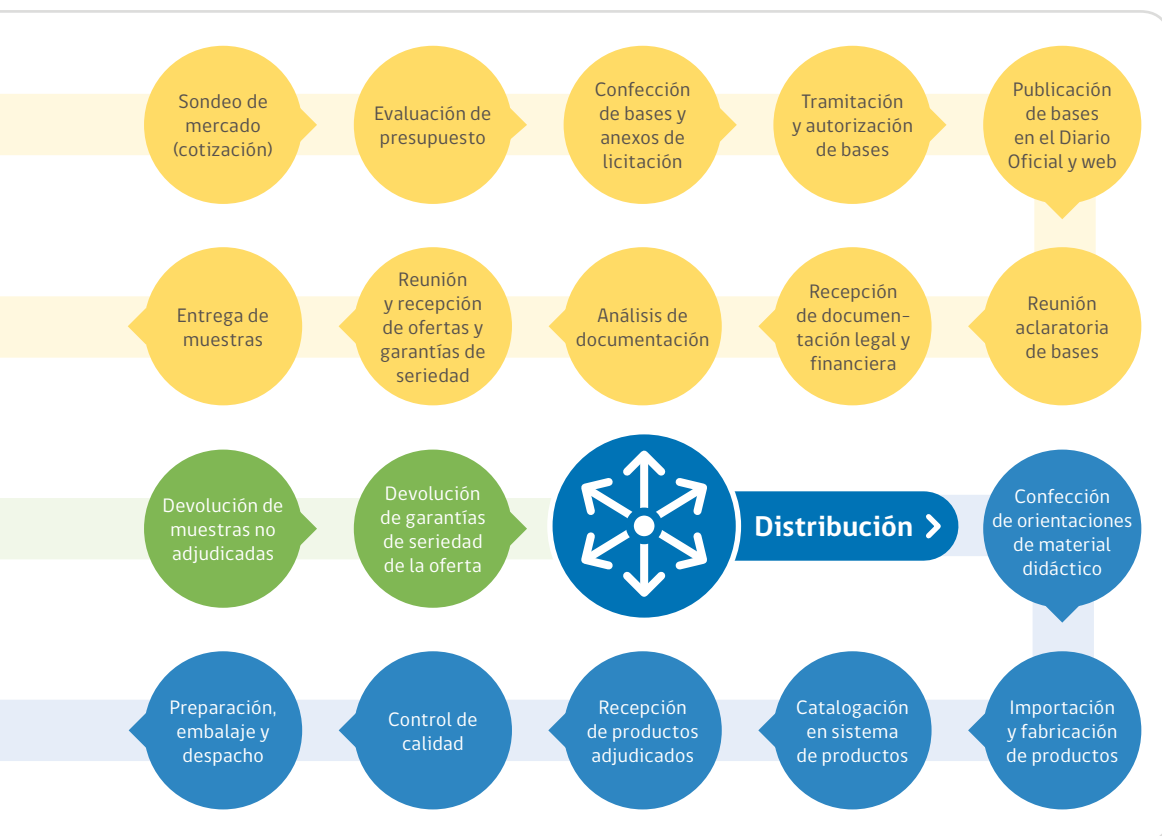 Sondeo de
mercado
(cotización)
Evaluación de
presupuesto
Confección
de bases y
anexos de
licitación
Tramitación
y autorización
de bases
Publicación
de bases
en el Diario
Oficial y web
Entrega de
muestras
Reunión
y recepción
de ofertas y
garantías de
seriedad
Análisis de
documentación
Recepción
de documen-
tación legal y
financiera
Reunión
aclaratoria
de bases
Devolución de
muestras no
adjudicadas
Devolución
de garantías
de seriedad
de la oferta
Distribución
Confección
de orientaciones
de material
didáctico
Preparación,
embalaje y
despacho
Control de
calidad
Recepción
de productos
adjudicados
Catalogación
en sistema
de productos
Importación
y fabricación
de productos